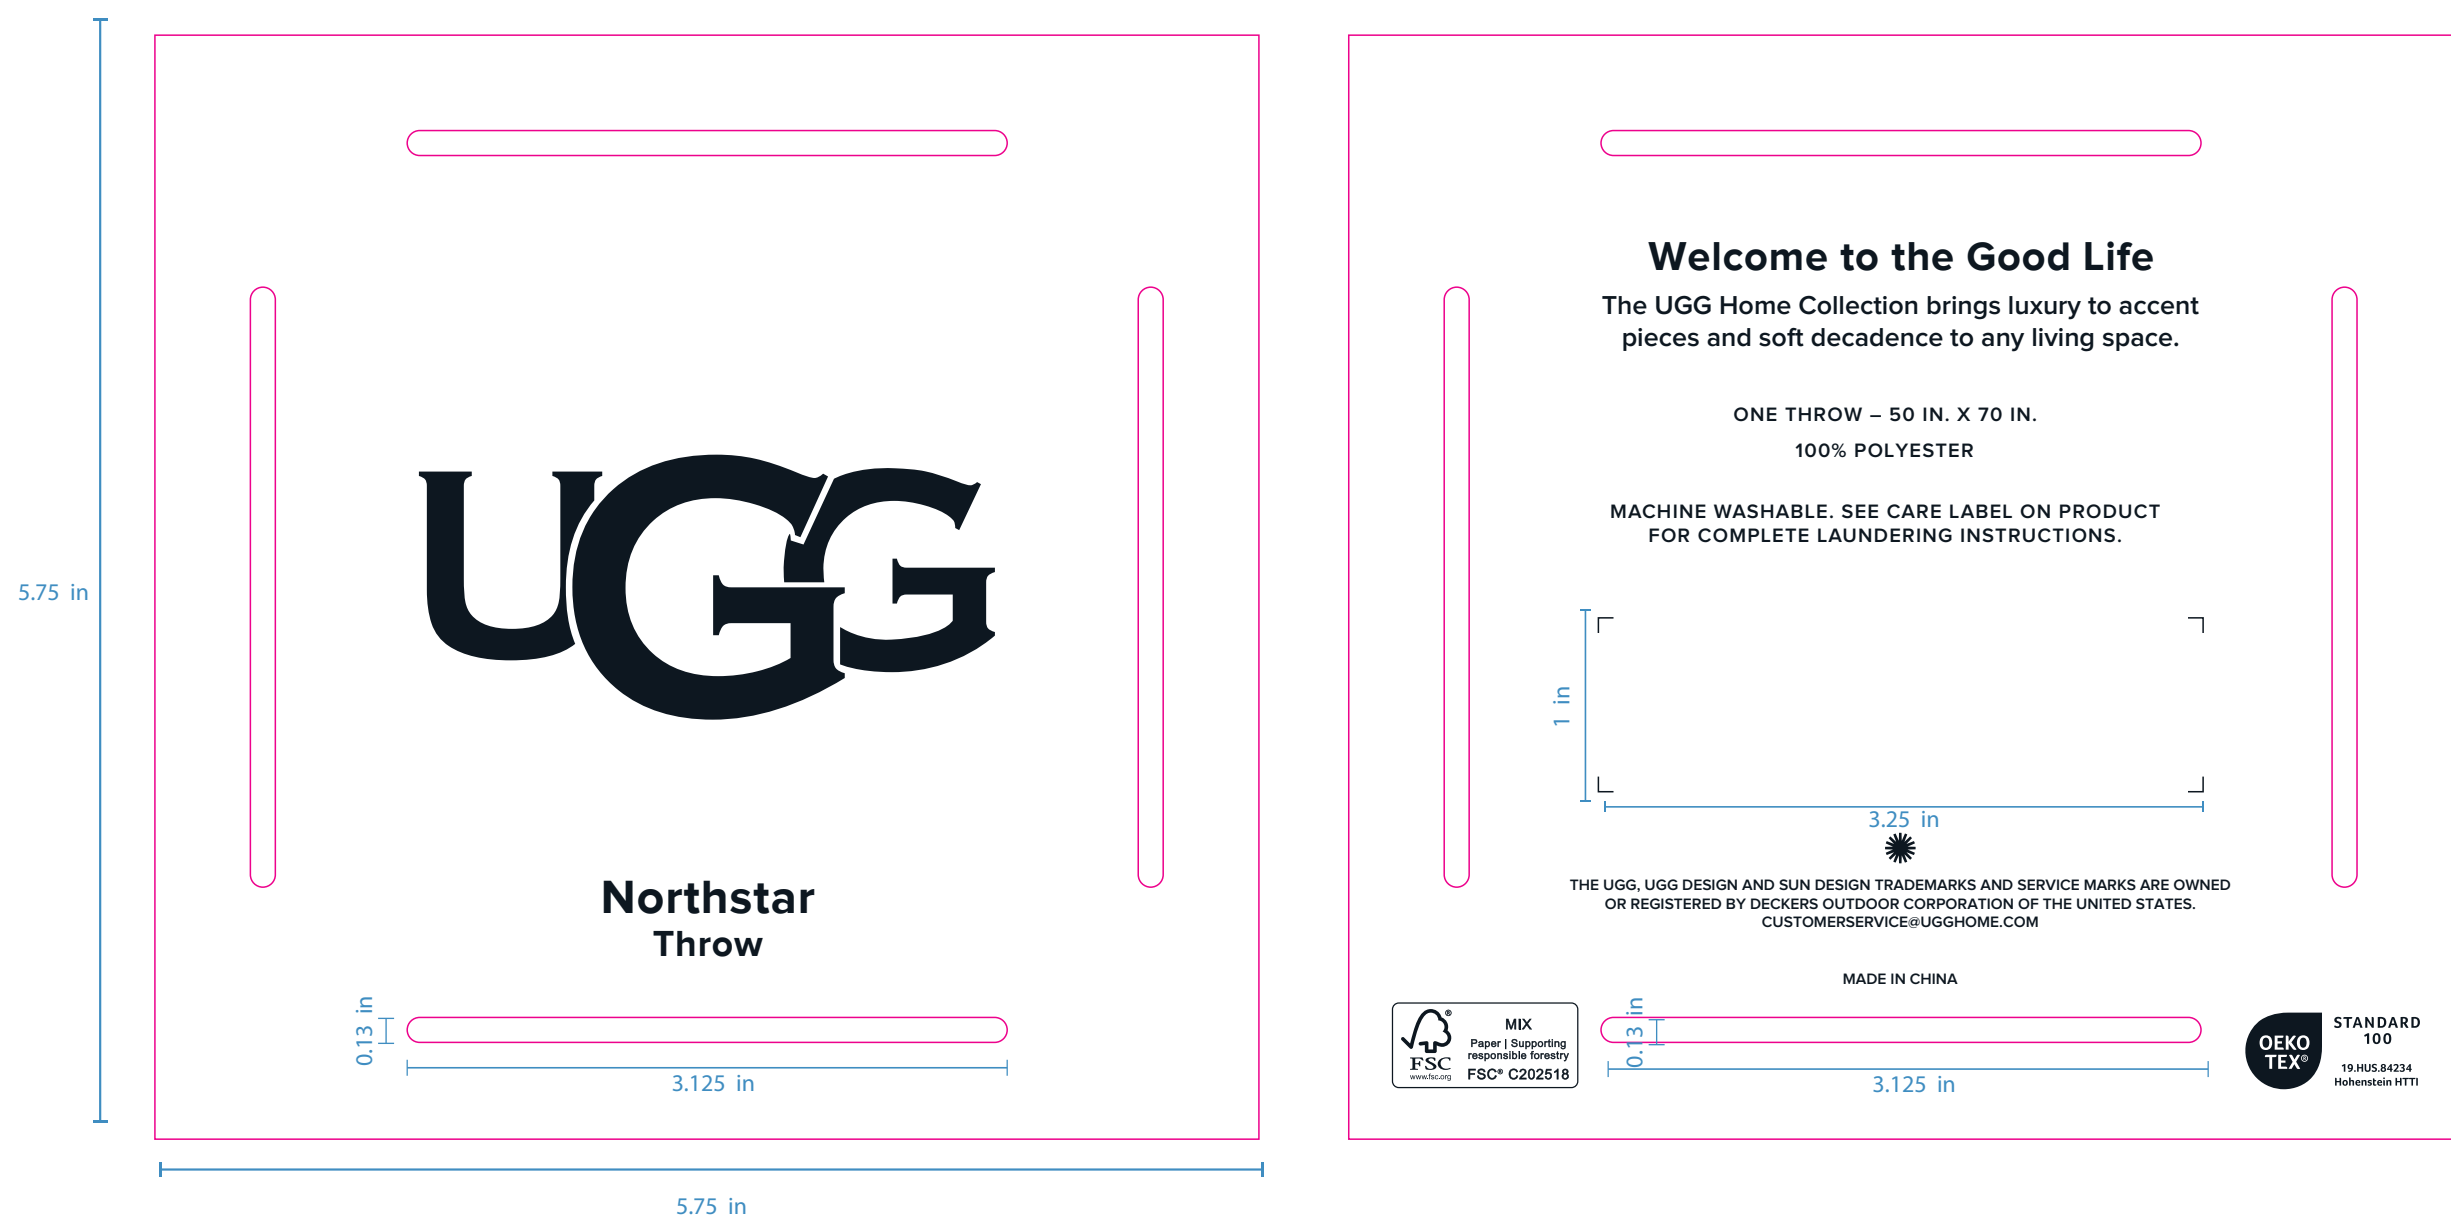 5.75 in
UGG
Northstar
Throw
0.13 in
3.125 in
5.75 in
Welcome to the Good Life
The UGG Home Collection brings luxury to accent
pieces and soft decadence to any living space.
ONE THROW – 50 IN. X 70 IN.
100% POLYESTER
MACHINE WASHABLE. SEE CARE LABEL ON PRODUCT
FOR COMPLETE LAUNDERING INSTRUCTIONS.
1 in
3.25 in
THE UGG, UGG DESIGN AND SUN DESIGN TRADEMARKS AND SERVICE MARKS ARE OWNED
OR REGISTERED BY DECKERS OUTDOOR CORPORATION OF THE UNITED STATES.
CUSTOMERSERVICE@UGGHOME.COM
MADE IN CHINA
®
FSC
www.fsc.org
MIX
Paper | Supporting
responsible forestry
FSC® C202518
0.13 in
3.125 in
OEKO
TEX®
STANDARD
100
19.HUS.84234
Hohenstein HTTI